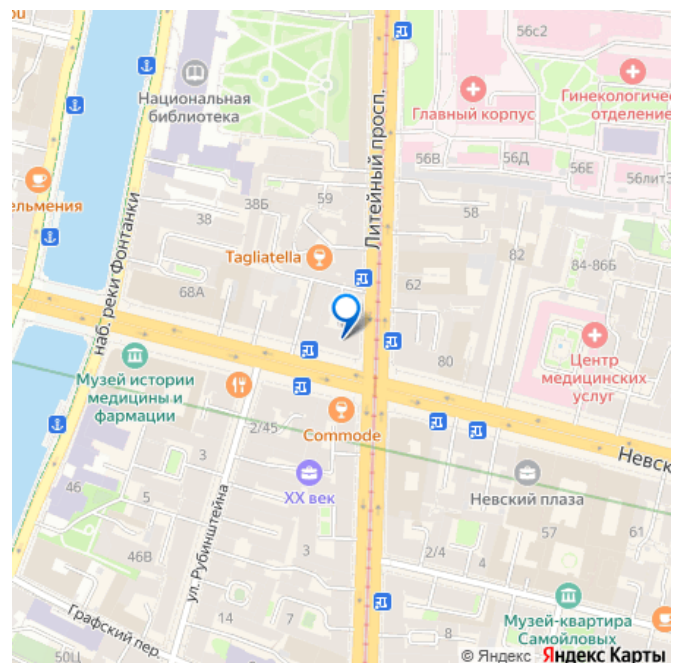 56с2
Национальная
библиотека
Главный корпус
Гинекологичес
отделение
56В
56Д
56Е
56лит3
ельмения
наб. реки Фонтанки
Литейный просп.
38
38Б
59
58
Tagliatella
62
82
84-86Б
68А
80
Центр
медицинских
услуг
Музей истории
медицины и
фармации
2/45
Commode
Невск
3
46
5
XX век
Невский плаза
57
61
ул. Рубинштейна
46В
3
2/4
4
Графский пер.
14
7
8
Музей-квартира
Самойловых
50Ц
© Яндекс Яндекс Карты